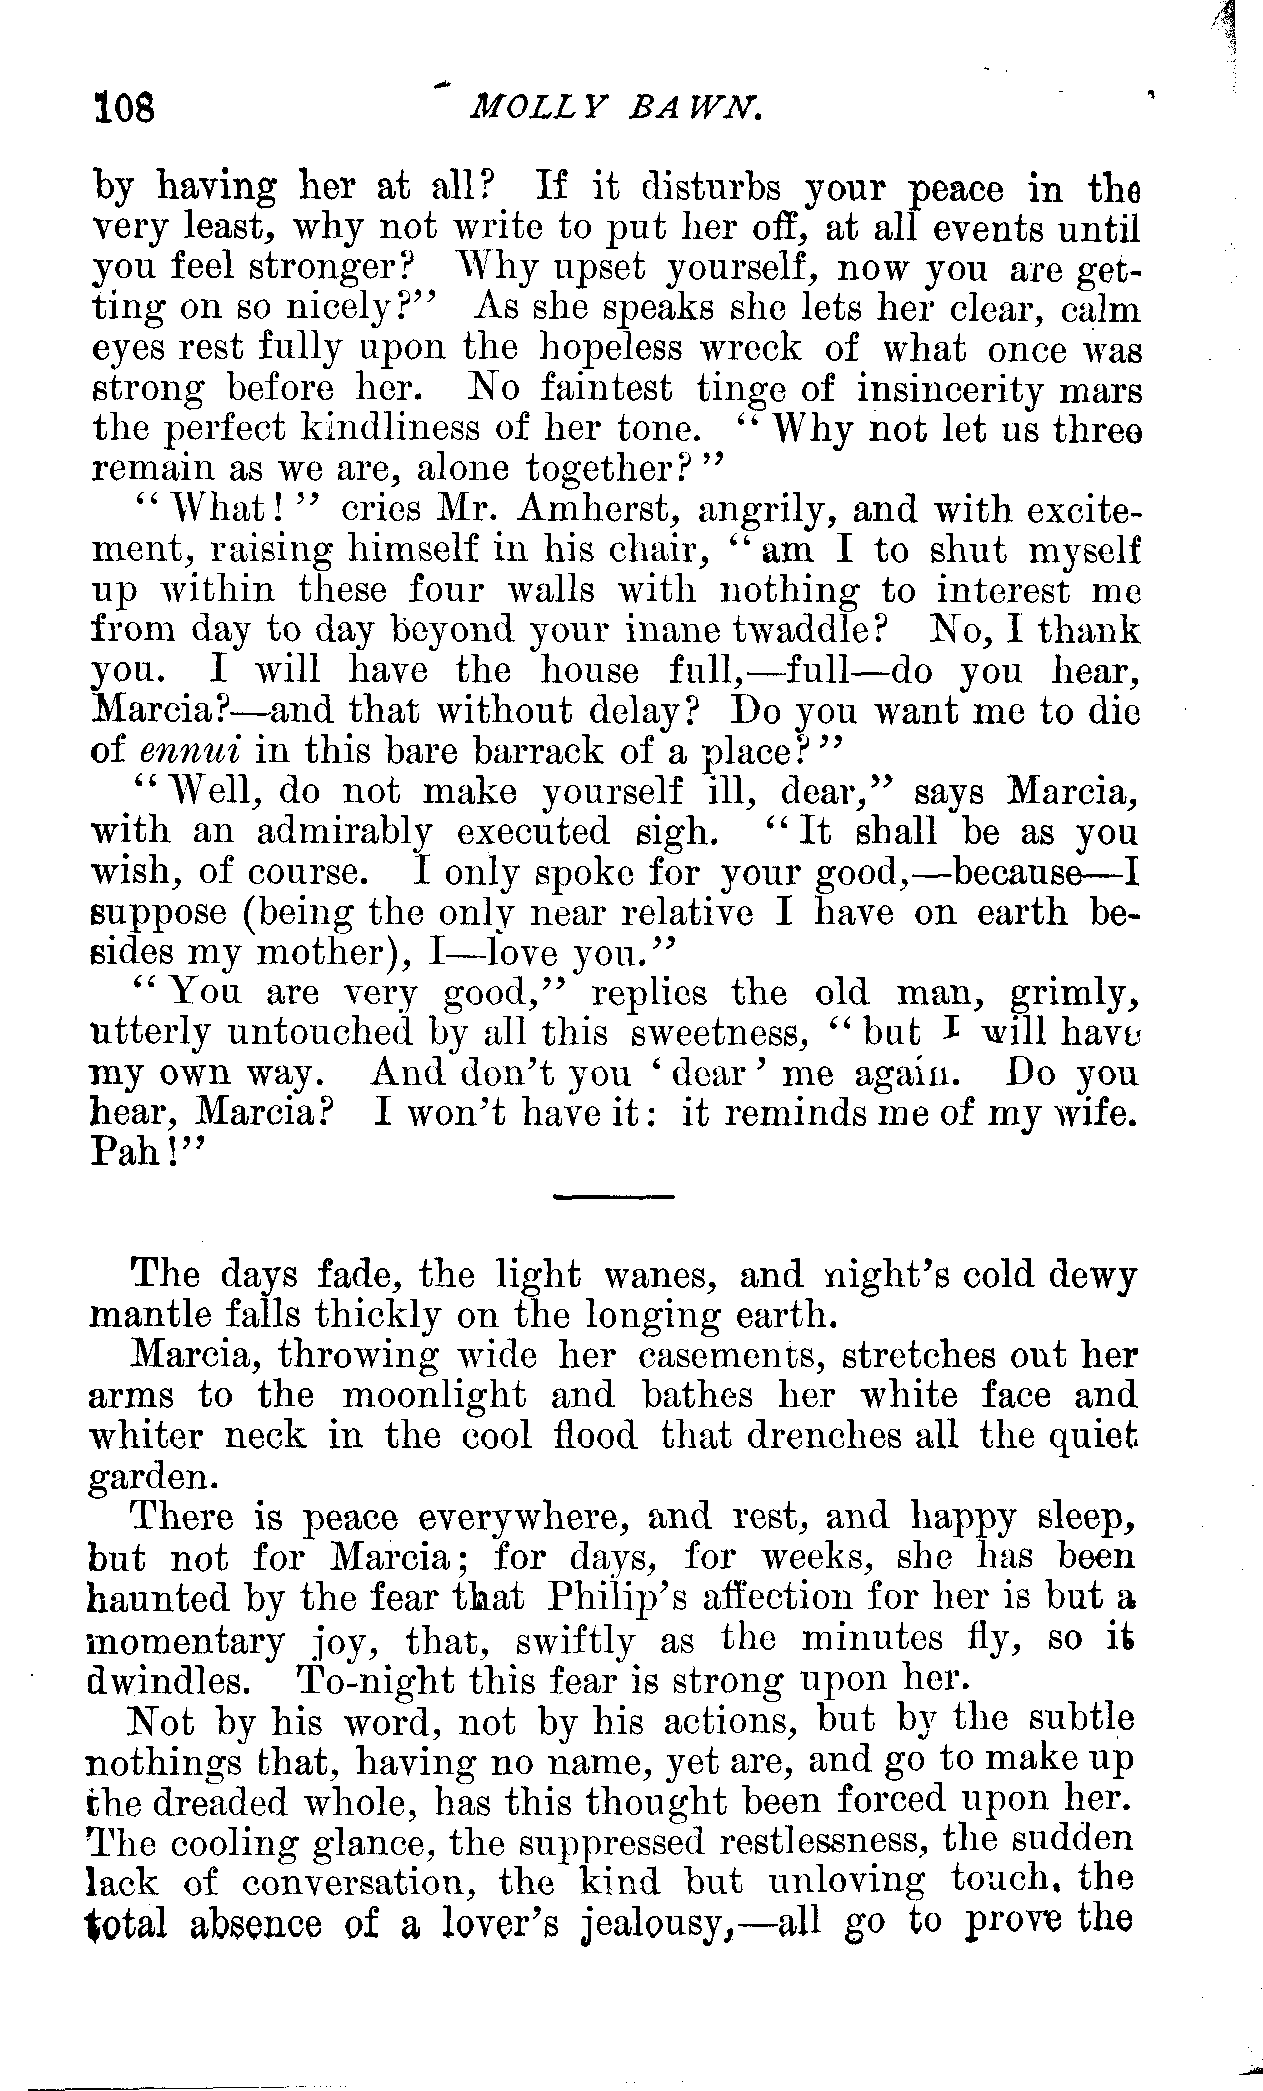 108 MOLLY BAWN.
by having her at all? If it disturbs your peace in the
very least, why not write to put her off, at all events until
you feel stronger? Why upset yourself, now you are get-
ting on so nicely?" As she speaks she lets her clear, calm
eyes rest fully upon the hopeless wreck of what once was
strong before her. No faintest tinge of insincerity mars
the perfect kindliness of her tone. "Why not let us three
remain as we are, alone together?"
"What!" cries Mr. Amherst, angrily, and with excite-
ment, raising himself in his chair, "am I to shut myself
up within these four walls with nothing to interest me
from day to day beyond your inane twaddle? No, I thank
you. I will have the house full,—full—do you hear,
Marcia?—and that without delay? Do you want me to die
of ennui in this bare barrack of a place?"
"Well, do not make yourself ill, dear," says Marcia,
with an admirably executed sigh. "It shall be as you
wish, of course. I only spoke for your good,—because—I
suppose (being the only near relative I have on earth be-
sides my mother), I—love you."
"You are very good," replies the old man, grimly,
utterly untouched by all this sweetness, "but I will have
my own way. And don't you 'dear' me again. Do you
hear, Marcia? I won't have it: it reminds me of my wife.
Pah!"
The days fade, the light wanes, and night's cold dewy
mantle falls thickly on the longing earth.
Marcia, throwing wide her casements, stretches out her
arms to the moonlight and bathes her white face and
whiter neck in the cool flood that drenches all the quiet
garden.
There is peace everywhere, and rest, and happy sleep,
but not for Marcia; for days, for weeks, she has been
haunted by the fear that Philip's affection for her is but a
momentary joy, that, swiftly as the minutes fly, so it
dwindles. To-night this fear is strong upon her.
Not by his word, not by his actions, but by the subtle
nothings that, having no name, yet are, and go to make up
the dreaded whole, has this thought been forced upon her.
The cooling glance, the suppressed restlessness, the sudden
lack of conversation, the kind but unloving touch, the
total absence of a lover's jealousy,—all go to prove the